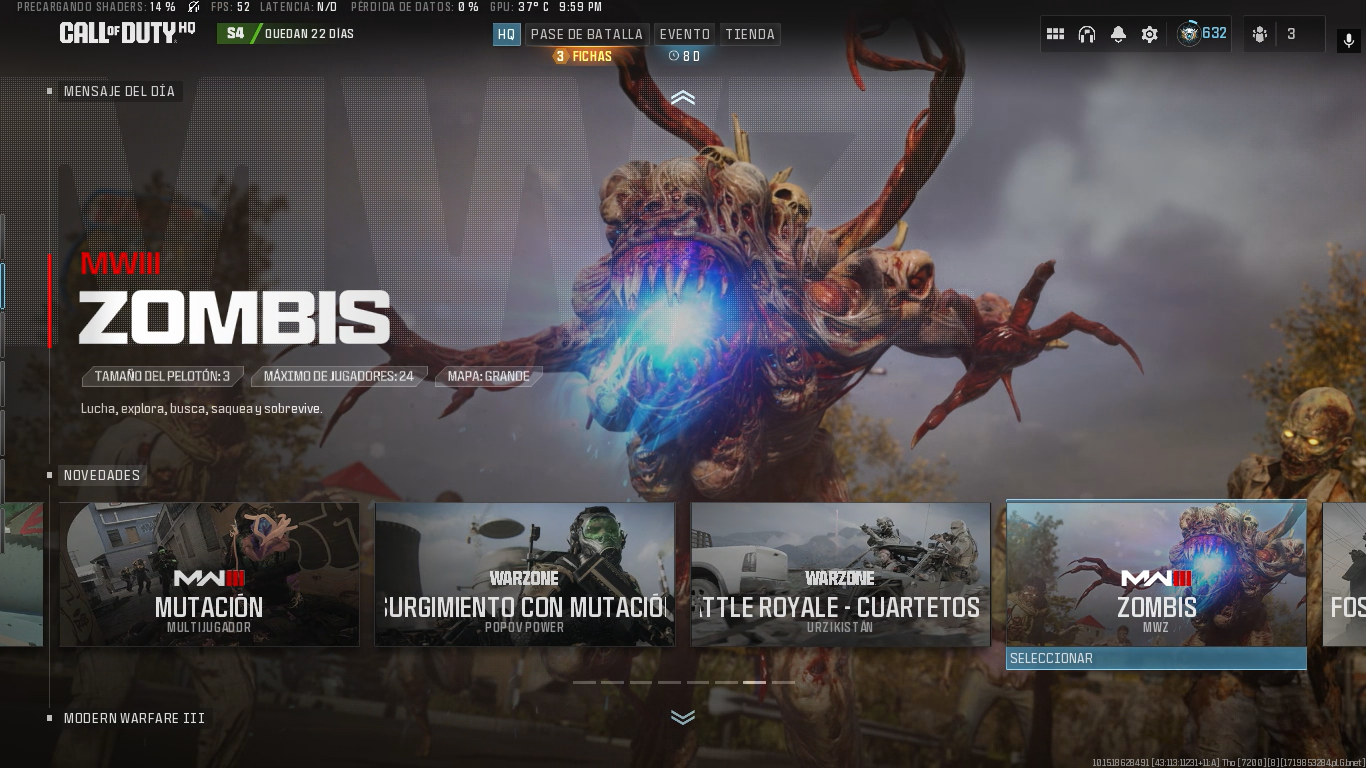 PRECARGANDO SHADERS: 14 % FPS: 52 LATENCIA: N/D PÉRDIDA DE DATOS: 0 % GPU: 37° C 9:59 PM
CALL OF DUTY HQ
S4 QUEDAN 22 DÍAS
HQ PASE DE BATALLA EVENTO TIENDA
3 FICHAS 8 D
632 3
MENSAJE DEL DÍA
MWZ
MWIII
ZOMBIS
TAMAÑO DEL PELOTÓN: 3 MÁXIMO DE JUGADORES: 24 MAPA: GRANDE
Lucha, explora, busca, saquea y sobrevive.
NOVEDADES
MWIII
MUTACIÓN
MULTIJUGADOR
WARZONE
SURGIMIENTO CON MUTACIÓ
POPOV POWER
WARZONE
TTLE ROYALE - CUARTETOS
URZIKISTÁN
MWIII
ZOMBIS
MWZ
SELECCIONAR
FOS
MODERN WARFARE III